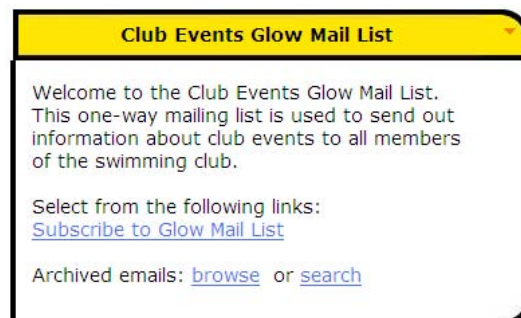 Club Events Glow Mail List
Welcome to the Club Events Glow Mail List.
This one-way mailing list is used to send out
information about club events to all members
of the swimming club.
Select from the following links:
Subscribe to Glow Mail List
Archived emails: browse or search